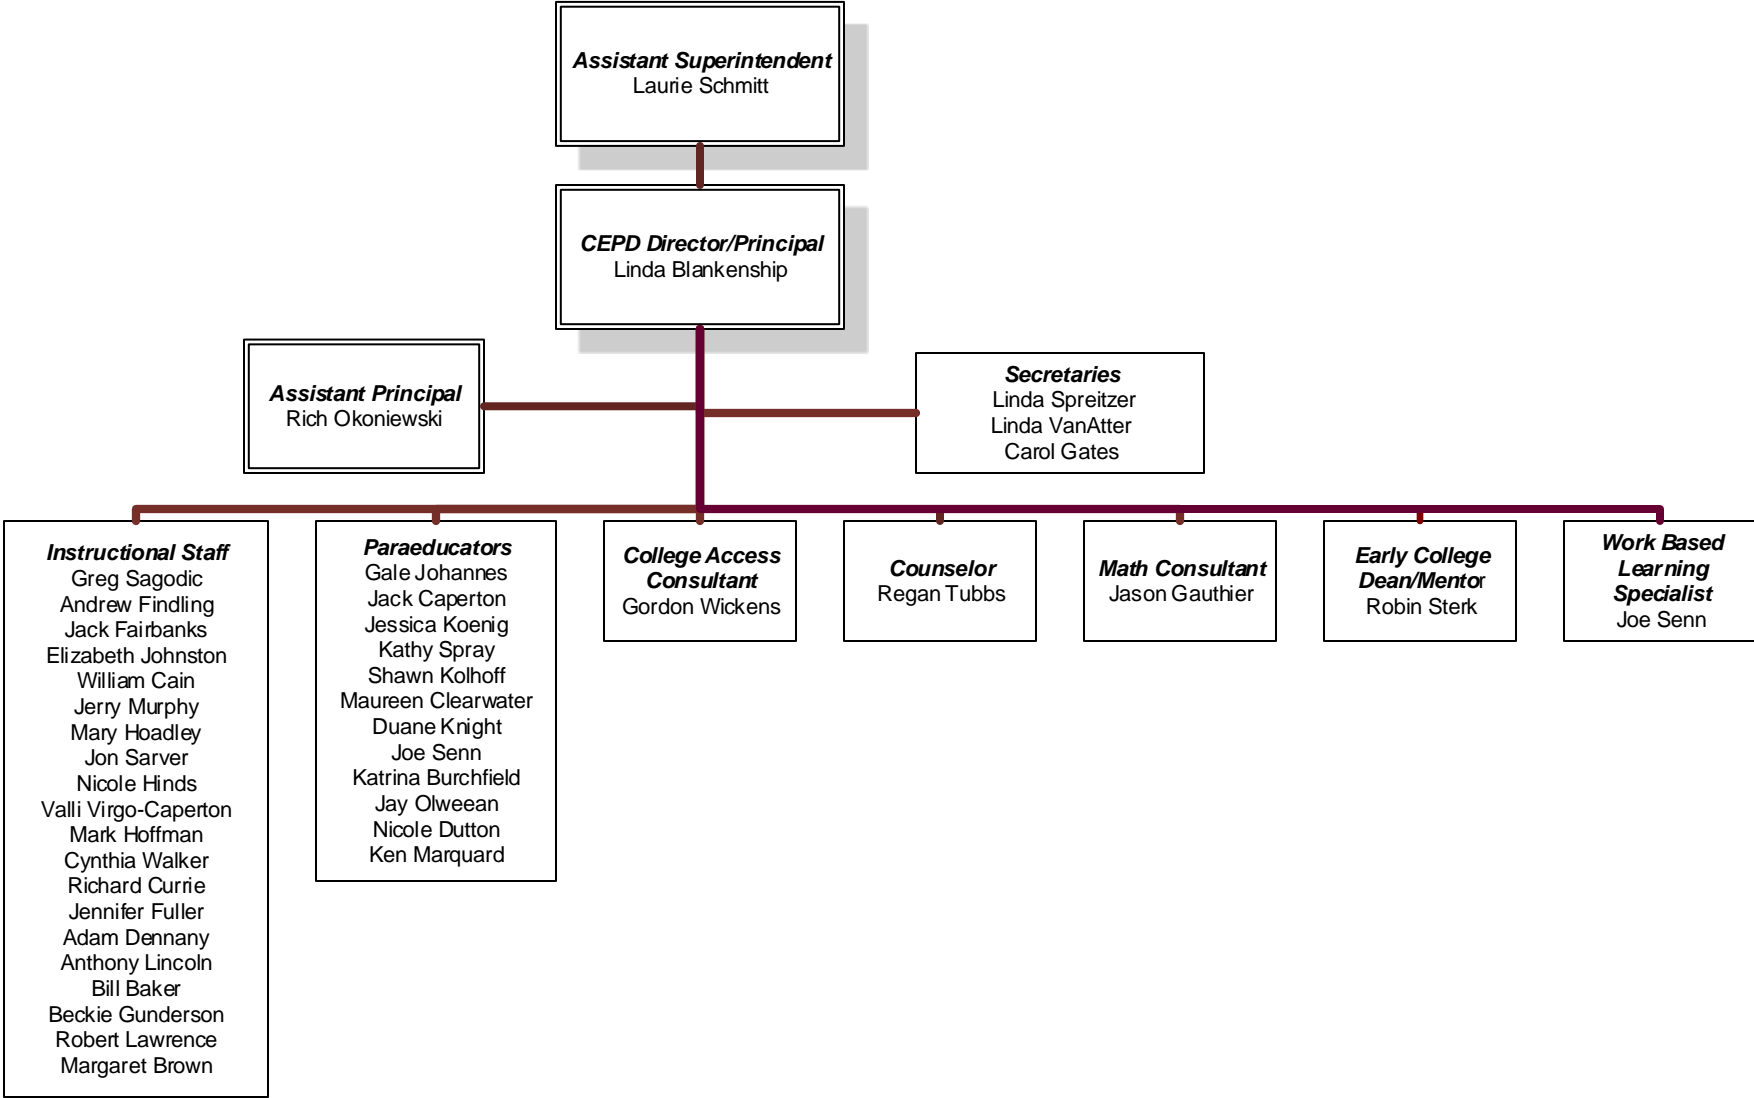 Assistant Superintendent
Laurie Schmitt
CEPD Director/Principal
Linda Blankenship
Assistant Principal
Rich Okoniewski
Secretaries
Linda Spreitzer
Linda VanAtter
Carol Gates
Instructional Staff
Greg Sagodic
Andrew Findling
Jack Fairbanks
Elizabeth Johnston
William Cain
Jerry Murphy
Mary Hoadley
Jon Sarver
Nicole Hinds
Valli Virgo-Caperton
Mark Hoffman
Cynthia Walker
Richard Currie
Jennifer Fuller
Adam Dennany
Anthony Lincoln
Bill Baker
Beckie Gunderson
Robert Lawrence
Margaret Brown
Paraeducators
Gale Johannes
Jack Caperton
Jessica Koenig
Kathy Spray
Shawn Kolhoff
Maureen Clearwater
Duane Knight
Joe Senn
Katrina Burchfield
Jay Olweean
Nicole Dutton
Ken Marquard
College Access
Consultant
Gordon Wickens
Counselor
Regan Tubbs
Math Consultant
Jason Gauthier
Early College
Dean/Mentor
Robin Sterk
Work Based
Learning
Specialist
Joe Senn